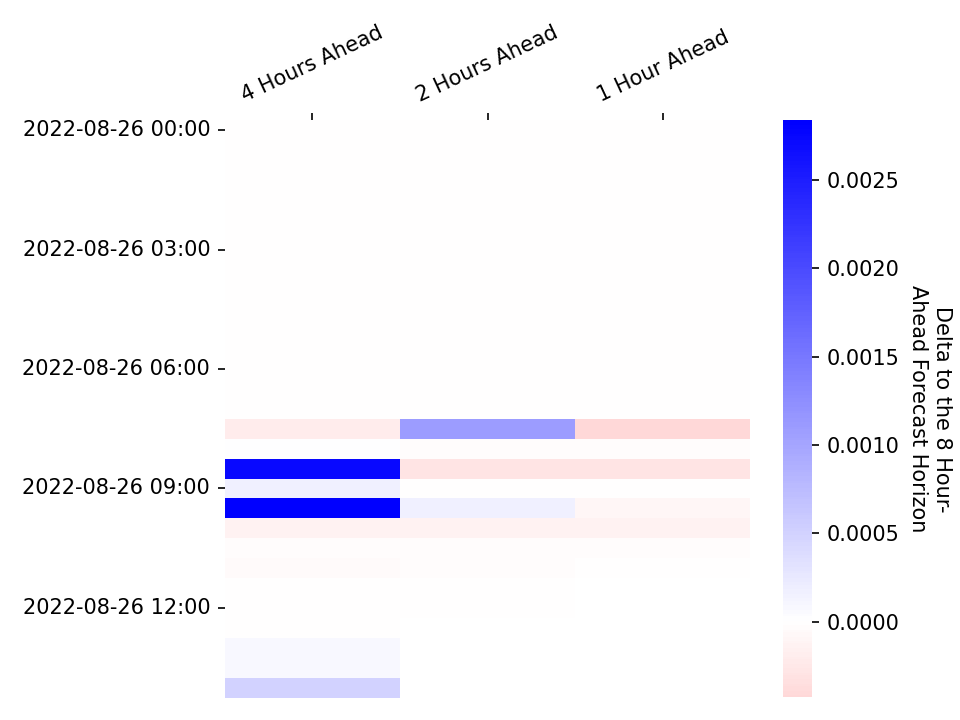 4 Hours Ahead
2 Hours Ahead
1 Hour Ahead
2022-08-26 00:00
2022-08-26 03:00
2022-08-26 06:00
2022-08-26 09:00
2022-08-26 12:00
0.0025
0.0020
0.0015
0.0010
0.0005
0.0000
Delta to the 8 Hour-
Ahead Forecast Horizon